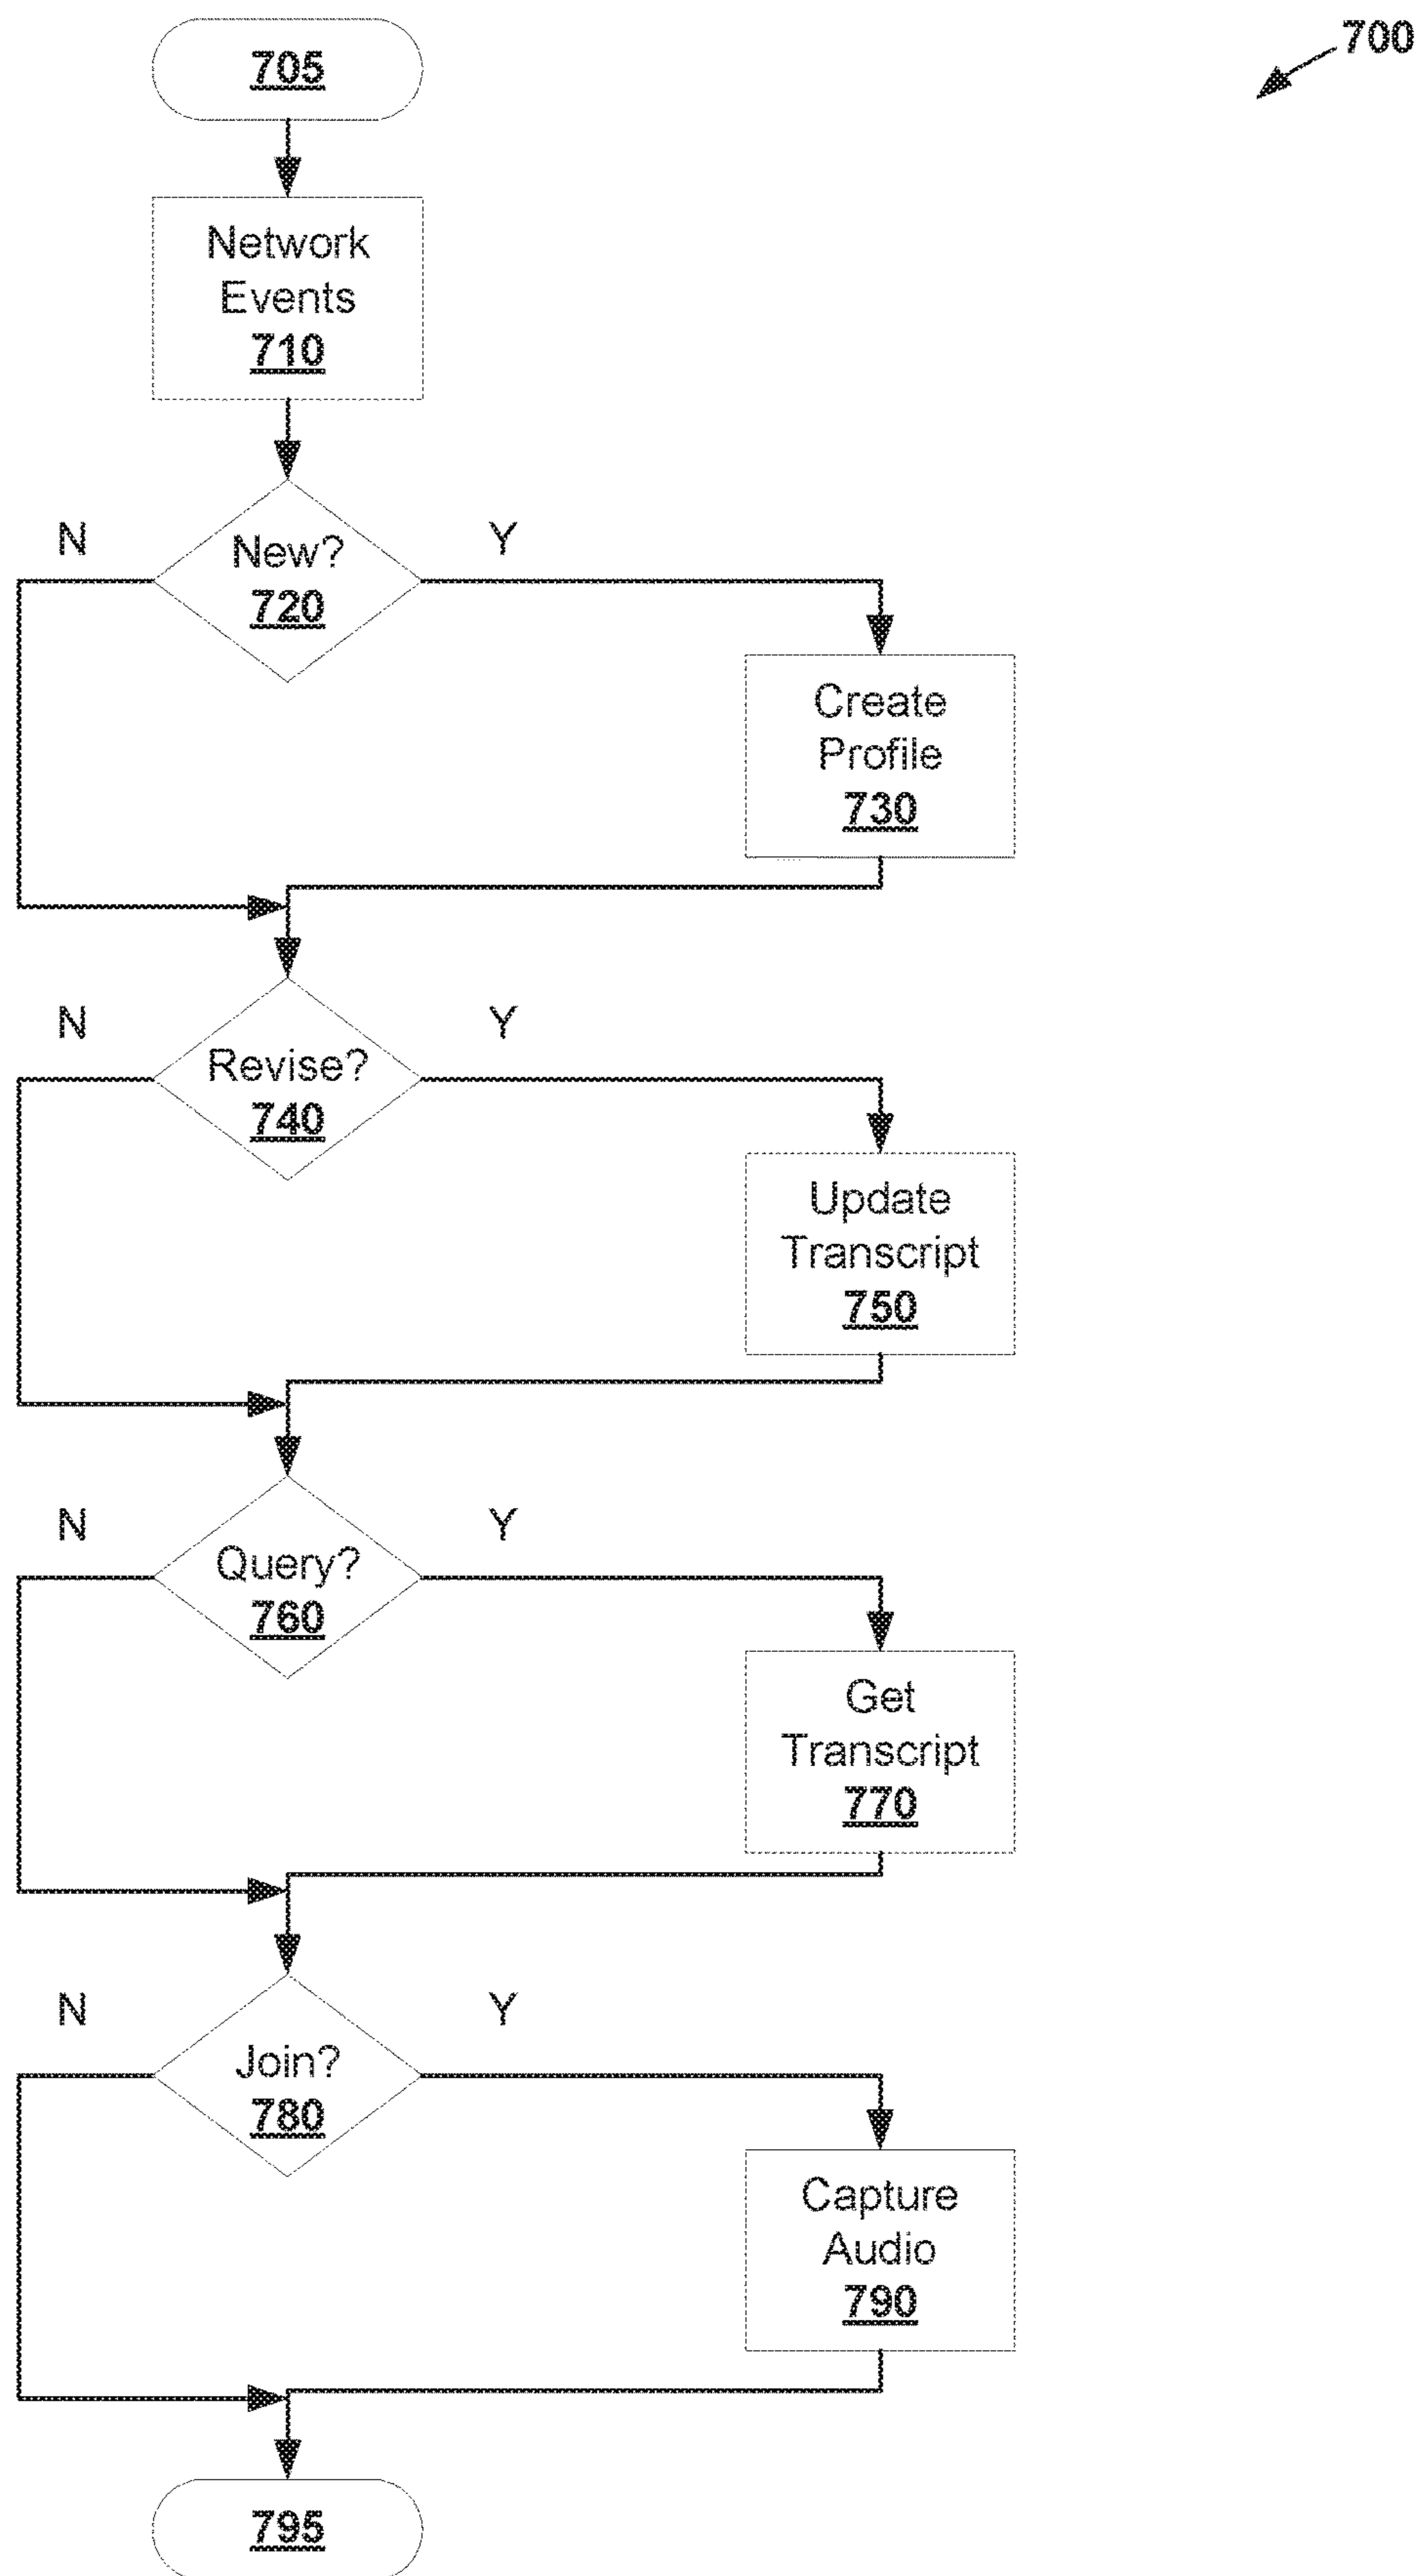 700
705
Network
Events
710
N
Y
New?
720
Create
Profile
730
N
Y
Revise?
740
Update
Transcript
750
N
Y
Query?
760
Get
Transcript
770
N
Y
Join?
780
Capture
Audio
790
795